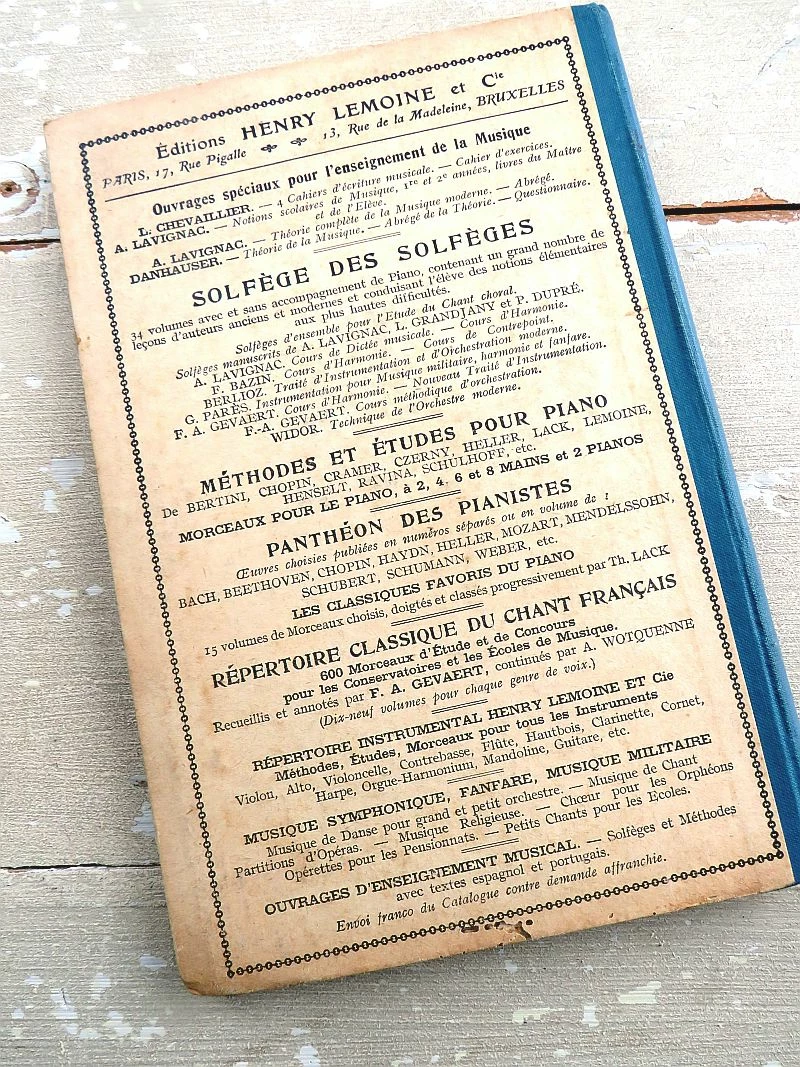 Éditions HENRY LEMOINE et Cie
PARIS, 17, Rue Pigalle 13, Rue de la Madeleine, BRUXELLES
Ouvrages spéciaux pour l'enseignement de la Musique
L. CHEVAILLIER. — 4 Cahiers d'écriture musicale. — Cahier d'exercices.
A. LAVIGNAC. — Notions scolaires de Musique, 1re et 2e années, livres du Maître
et de l'Elève.
A. LAVIGNAC. — Théorie complète de la Musique moderne. — Abrégé.
DANHAUSER. — Théorie de la Musique. — Abrégé de la Théorie. — Questionnaire.
SOLFÈGE DES SOLFÈGES
34 volumes avec et sans accompagnement de Piano, contenant un grand nombre de
leçons d'auteurs anciens et modernes et conduisant l'élève des notions élémentaires
aux plus hautes difficultés.
Solfèges d'ensemble pour l'Etude du Chant choral.
Solfèges manuscrits de A. LAVIGNAC, L. GRANDJANY et P. DUPRÉ.
A. LAVIGNAC. Cours de Dictée musicale. — Cours d'Harmonie.
F. BAZIN. Cours d'Harmonie. — Cours de Contrepoint.
BERLIOZ. Traité d'Instrumentation et d'Orchestration moderne.
G. PARÈS. Instrumentation pour Musique militaire, harmonie et fanfare.
F. A. GEVAERT. Cours d'Harmonie. — Nouveau Traité d'Instrumentation.
F.-A. GEVAERT. Cours méthodique d'orchestration.
WIDOR. Technique de l'Orchestre moderne.
MÉTHODES ET ÉTUDES POUR PIANO
De BERTINI, CHOPIN, CRAMER, CZERNY, HELLER, LACK, LEMOINE,
HENSELT, RAVINA, SCHULHOFF, etc.
MORCEAUX POUR LE PIANO, à 2, 4, 6 et 8 MAINS et 2 PIANOS
PANTHÉON DES PIANISTES
Œuvres choisies publiées en numéros séparés ou en volume de :
BACH, BEETHOVEN, CHOPIN, HAYDN, HELLER, MOZART, MENDELSSOHN,
SCHUBERT, SCHUMANN, WEBER, etc.
LES CLASSIQUES FAVORIS DU PIANO
15 volumes de Morceaux choisis, doigtés et classés progressivement par Th. LACK
RÉPERTOIRE CLASSIQUE DU CHANT FRANÇAIS
600 Morceaux d'Étude et de Concours
pour les Conservatoires et les Écoles de Musique.
Recueillis et annotés par F. A. GEVAERT, continués par A. WOTQUENNE
(Dix-neuf volumes pour chaque genre de voix.)
RÉPERTOIRE INSTRUMENTAL HENRY LEMOINE ET Cie
Méthodes, Études, Morceaux pour tous les Instruments
Violon, Alto, Violoncelle, Contrebasse, Flûte, Hautbois, Clarinette, Cornet,
Harpe, Orgue-Harmonium, Mandoline, Guitare, etc.
MUSIQUE SYMPHONIQUE, FANFARE, MUSIQUE MILITAIRE
Musique de Danse pour grand et petit orchestre. — Musique de Chant
Partitions d'Opéras. — Musique Religieuse. — Chœur pour les Orphéons
Opérettes pour les Pensionnats. — Petits Chants pour les Ecoles.
OUVRAGES D'ENSEIGNEMENT MUSICAL. — Solfèges et Méthodes
avec textes espagnol et portugais.
Envoi franco du Catalogue contre demande affranchie.